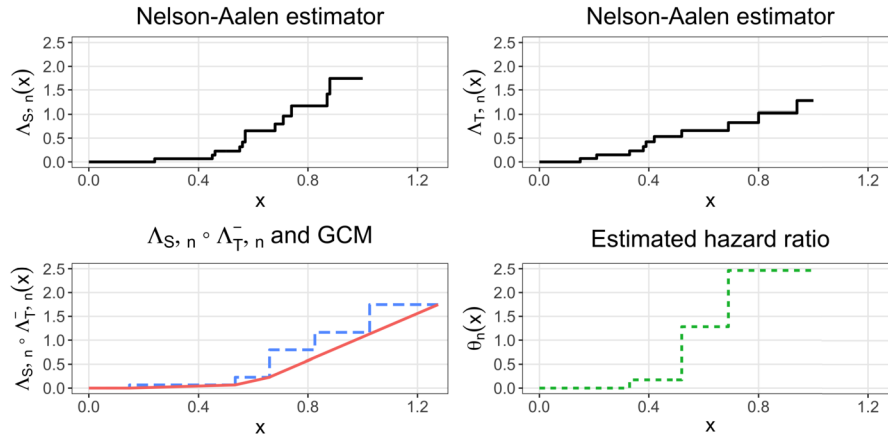 Nelson-Aalen estimator
ΛS, n(x)
2.5
2.0
1.5
1.0
0.5
0.0
0.0 0.4 0.8 1.2
x
Nelson-Aalen estimator
ΛT, n(x)
2.5
2.0
1.5
1.0
0.5
0.0
0.0 0.4 0.8 1.2
x
ΛS, n ∘ Λ⁻T, n and GCM
ΛS, n ∘ Λ⁻T, n(x)
2.5
2.0
1.5
1.0
0.5
0.0
0.0 0.4 0.8 1.2
x
Estimated hazard ratio
θn(x)
2.5
2.0
1.5
1.0
0.5
0.0
0.0 0.4 0.8 1.2
x